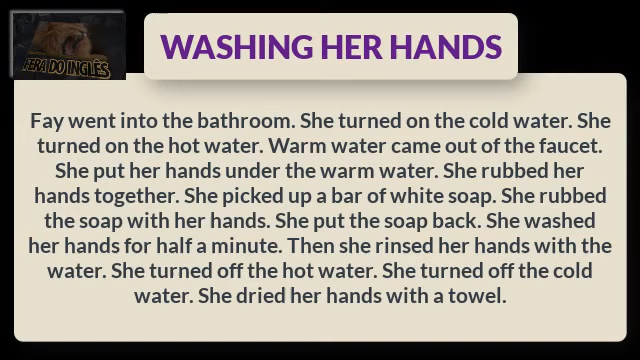 FERA DO INGLÊS
WASHING HER HANDS
Fay went into the bathroom. She turned on the cold water. She
turned on the hot water. Warm water came out of the faucet.
She put her hands under the warm water. She rubbed her
hands together. She picked up a bar of white soap. She rubbed
the soap with her hands. She put the soap back. She washed
her hands for half a minute. Then she rinsed her hands with the
water. She turned off the hot water. She turned off the cold
water. She dried her hands with a towel.